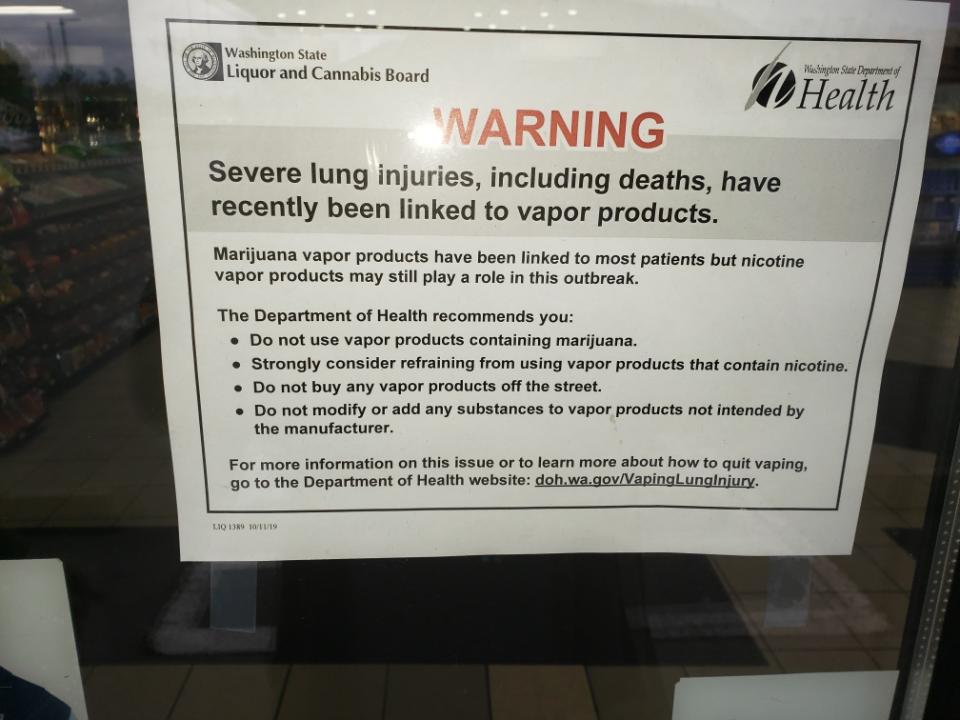 Washington State
Liquor and Cannabis Board
Washington State Department of
Health
WARNING
Severe lung injuries, including deaths, have
recently been linked to vapor products.
Marijuana vapor products have been linked to most patients but nicotine
vapor products may still play a role in this outbreak.
The Department of Health recommends you:
● Do not use vapor products containing marijuana.
● Strongly consider refraining from using vapor products that contain nicotine.
● Do not buy any vapor products off the street.
● Do not modify or add any substances to vapor products not intended by
the manufacturer.
For more information on this issue or to learn more about how to quit vaping,
go to the Department of Health website: doh.wa.gov/VapingLungInjury.
LIQ 1389 10/11/19